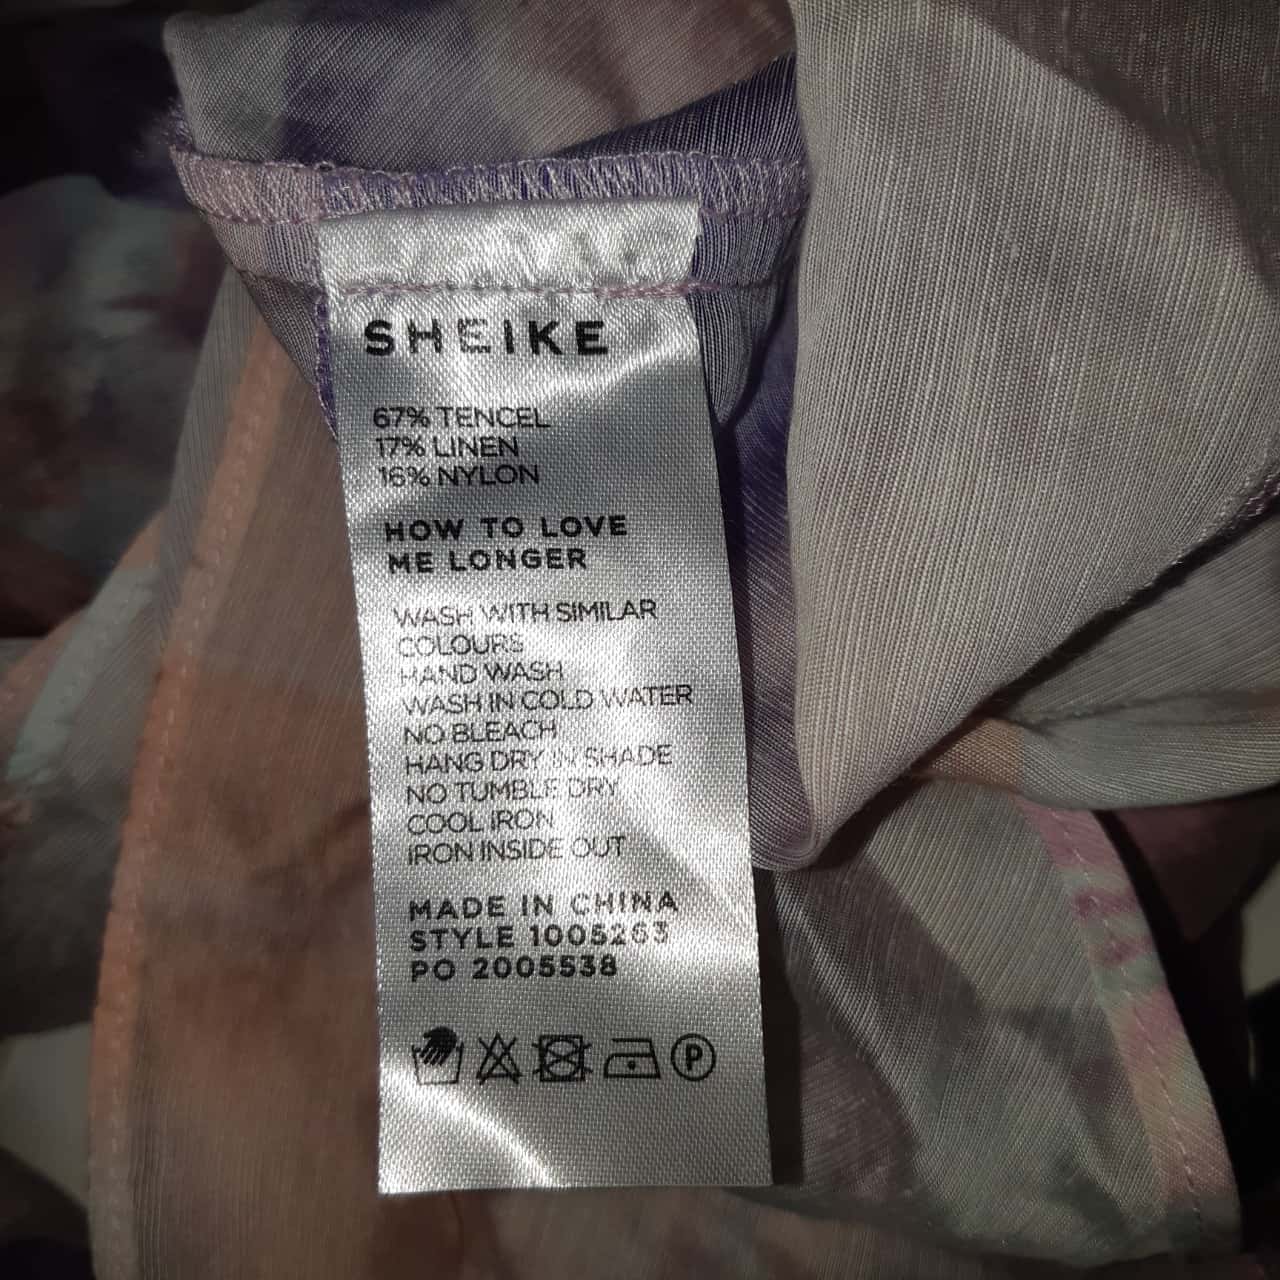 SHEIKE
67% TENCEL
17% LINEN
16% NYLON
HOW TO LOVE
ME LONGER
WASH WITH SIMILAR
COLOURS
HAND WASH
WASH IN COLD WATER
NO BLEACH
HANG DRY IN SHADE
NO TUMBLE DRY
COOL IRON
IRON INSIDE OUT
MADE IN CHINA
STYLE 1005263
PO 2005538
P